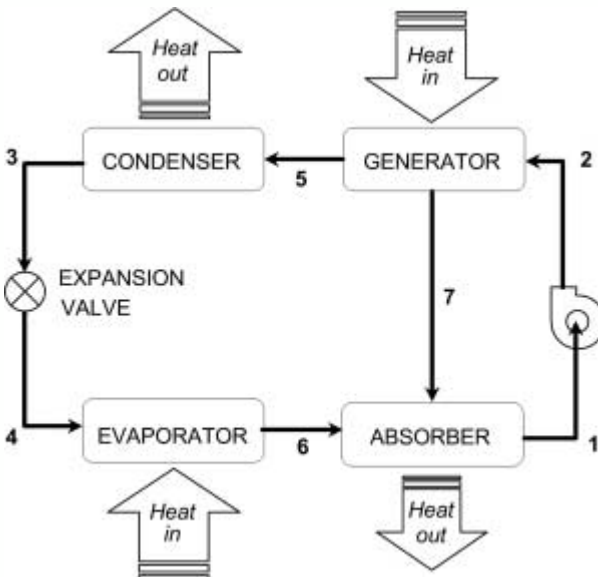 Heat
out
Heat
in
3
CONDENSER
5
GENERATOR
2
EXPANSION
VALVE
7
4
EVAPORATOR
6
ABSORBER
1
Heat
in
Heat
out